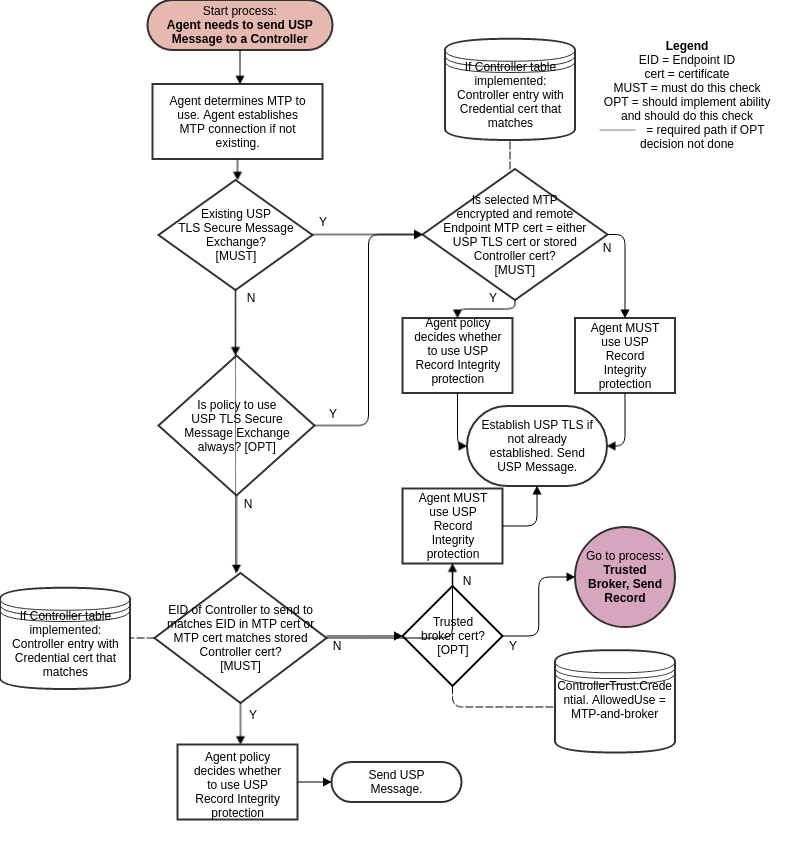 Start process:
Agent needs to send USP
Message to a Controller
Agent determines MTP to
use. Agent establishes
MTP connection if not
existing.
If Controller table
implemented:
Controller entry with
Credential cert that
matches
Legend
EID = Endpoint ID
cert = certificate
MUST = must do this check
OPT = should implement ability
and should do this check
= required path if OPT
decision not done
Existing USP
TLS Secure Message
Exchange?
[MUST]
Y
N
Is selected MTP
encrypted and remote
Endpoint MTP cert = either
USP TLS cert or stored
Controller cert?
[MUST]
N
Y
Agent policy
decides whether
to use USP
Record Integrity
protection
Agent MUST
use USP
Record
Integrity
protection
Is policy to use
USP TLS Secure
Message Exchange
always? [OPT]
Y
N
Establish USP TLS if
not already
established. Send
USP Message.
Agent MUST
use USP
Record
Integrity
protection
Go to process:
Trusted
Broker, Send
Record
If Controller table
implemented:
Controller entry with
Credential cert that
matches
EID of Controller to send to
matches EID in MTP cert or
MTP cert matches stored
Controller cert?
[MUST]
N
Y
Trusted
broker cert?
[OPT]
N
Y
ControllerTrust.Crede
ntial. AllowedUse =
MTP-and-broker
Agent policy
decides whether
to use USP
Record Integrity
protection
Send USP
Message.